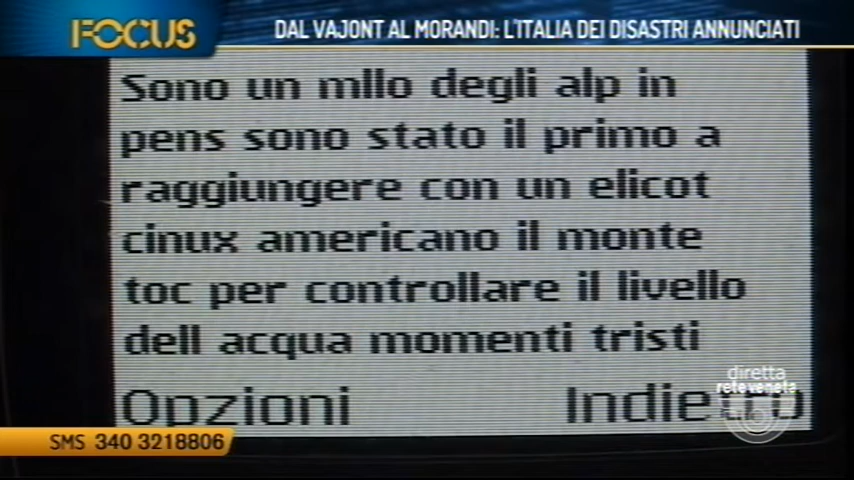 FOCUS
DAL VAJONT AL MORANDI: L'ITALIA DEI DISASTRI ANNUNCIATI
Sono un mllo degli alp in
pens sono stato il primo a
raggiungere con un elicot
cinux americano il monte
toc per controllare il livello
dell acqua momenti tristi
Opzioni
Indietro
diretta
reteveneta
SMS 340 3218806